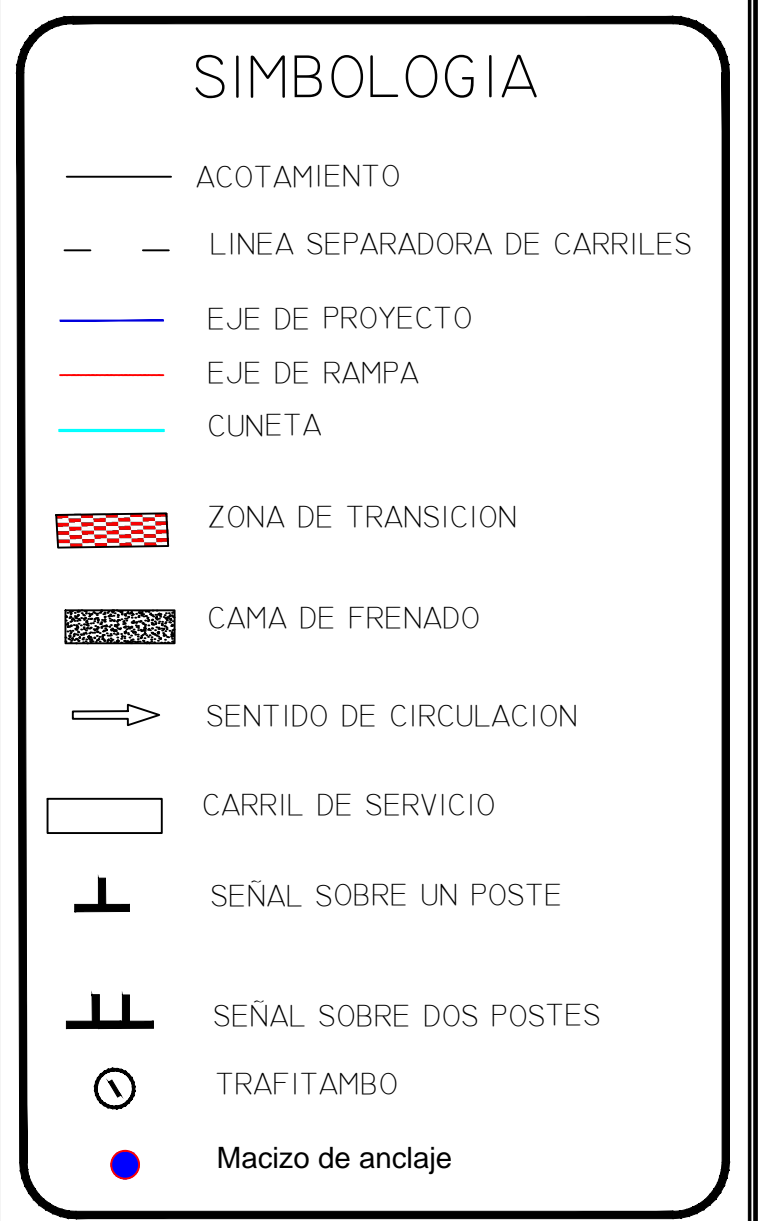 SIMBOLOGIA
ACOTAMIENTO
LINEA SEPARADORA DE CARRILES
EJE DE PROYECTO
EJE DE RAMPA
CUNETA
ZONA DE TRANSICION
CAMA DE FRENADO
SENTIDO DE CIRCULACION
CARRIL DE SERVICIO
SEÑAL SOBRE UN POSTE
SEÑAL SOBRE DOS POSTES
TRAFITAMBO
Macizo de anclaje